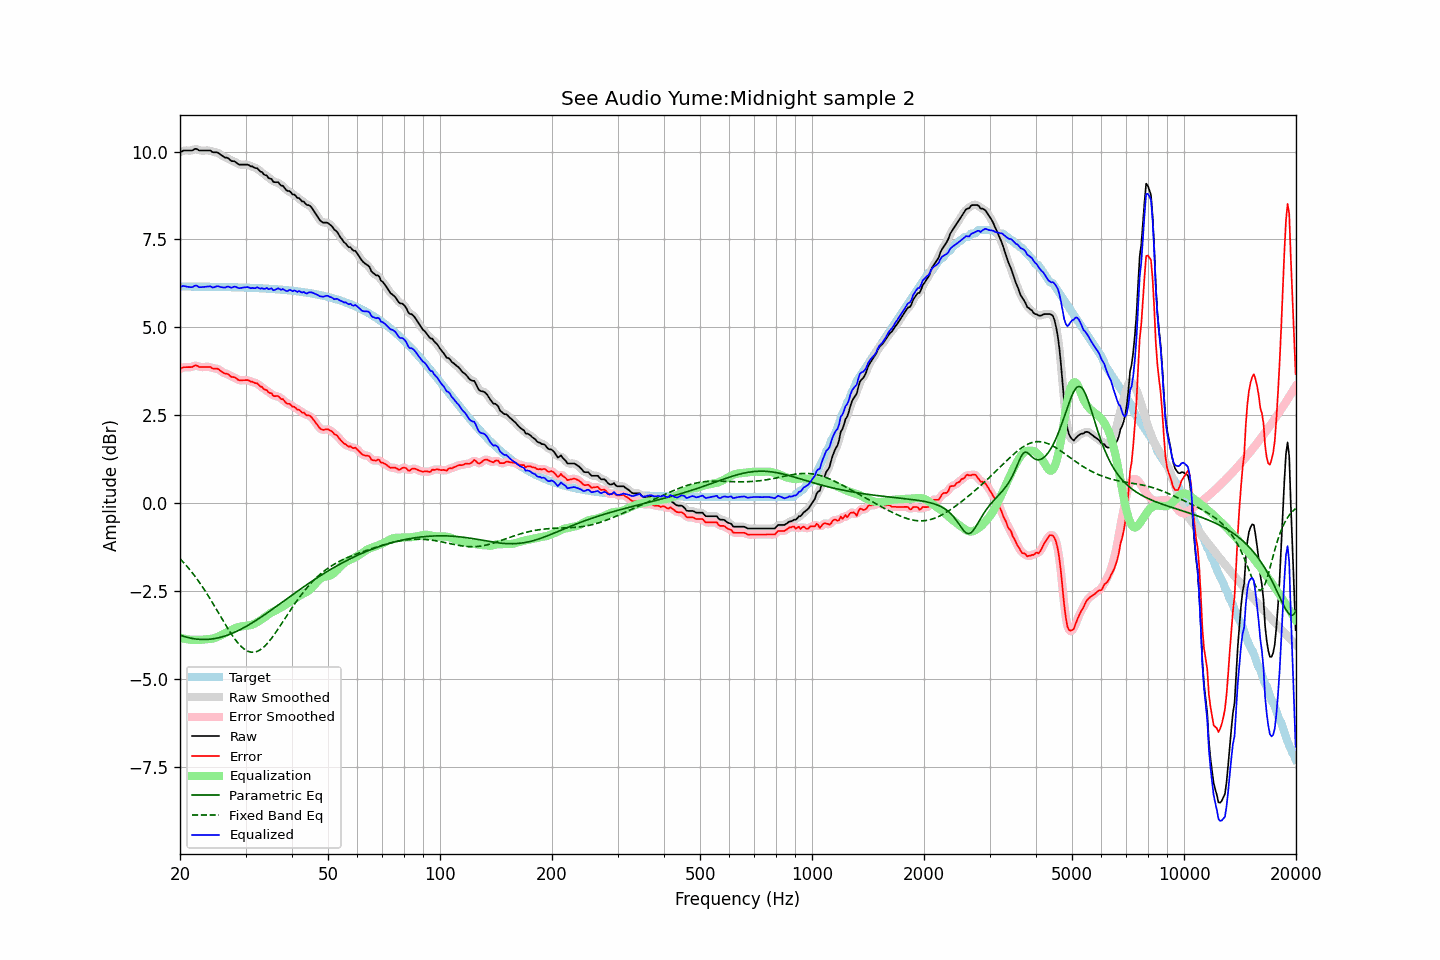 See Audio Yume:Midnight sample 2
Amplitude (dBr)
10.0
7.5
5.0
2.5
0.0
−2.5
−5.0
−7.5
Target
Raw Smoothed
Error Smoothed
Raw
Error
Equalization
Parametric Eq
Fixed Band Eq
Equalized
20 50 100 200 500 1000 2000 5000 10000 20000
Frequency (Hz)